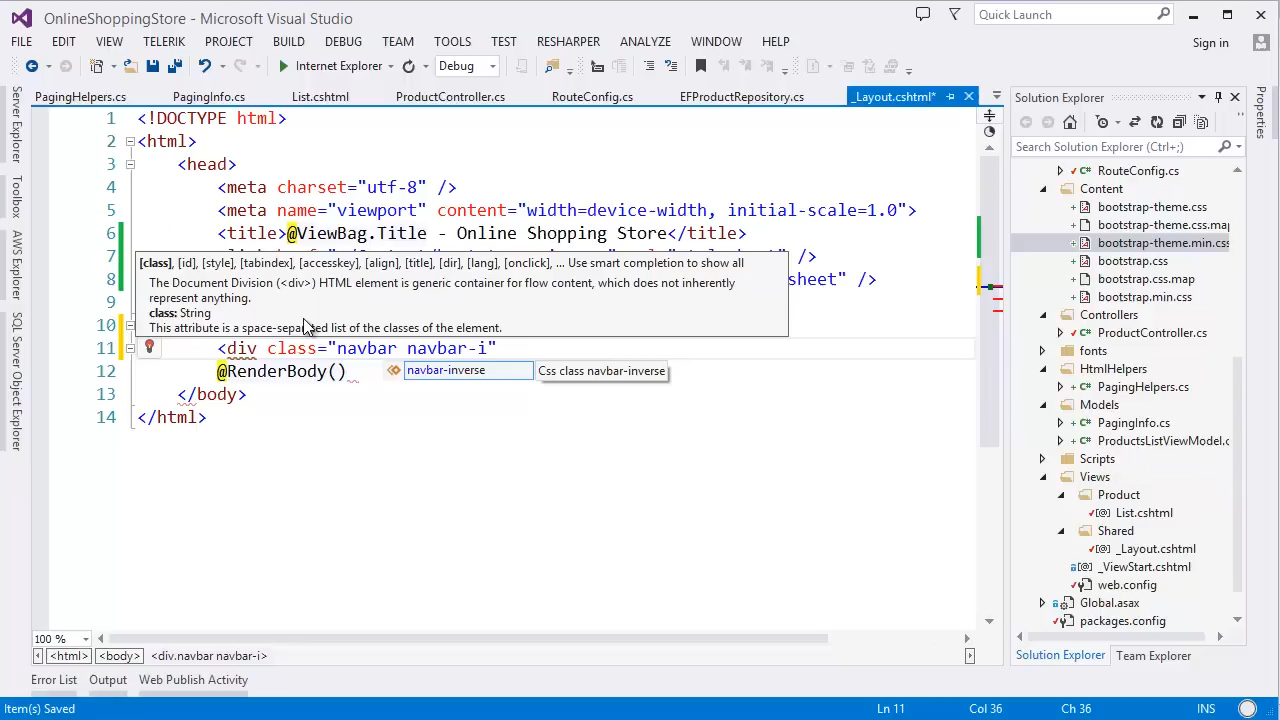 OnlineShoppingStore - Microsoft Visual Studio
Quick Launch (Ctrl+Q)
FILE EDIT VIEW TELERIK PROJECT BUILD DEBUG TEAM TOOLS TEST RESHARPER ANALYZE WINDOW HELP
Sign in
Internet Explorer Debug
PagingHelpers.cs PagingInfo.cs List.cshtml ProductController.cs RouteConfig.cs EFProductRepository.cs _Layout.cshtml*
Server Explorer
Toolbox
AWS Explorer
SQL Server Object Explorer
1 <!DOCTYPE html>
2 <html>
3 <head>
4 <meta charset="utf-8" />
5 <meta name="viewport" content="width=device-width, initial-scale=1.0">
6 <title>@ViewBag.Title - Online Shopping Store</title>
7 " />
8 sheet" />
[class], [id], [style], [tabindex], [accesskey], [align], [title], [dir], [lang], [onclick], ... Use smart completion to show all
The Document Division (<div>) HTML element is generic container for flow content, which does not inherently
represent anything.
class: String
This attribute is a space-separated list of the classes of the element.
9
10
11 <div class="navbar navbar-i"
navbar-inverse
Css class navbar-inverse
12 @RenderBody()
13 </body>
14 </html>
100 %
<html> <body> <div.navbar navbar-i>
Error List Output Web Publish Activity
Item(s) Saved Ln 11 Col 36 Ch 36 INS
Solution Explorer
Search Solution Explorer (Ctrl+;)
RouteConfig.cs
Content
bootstrap-theme.css
bootstrap-theme.css.map
bootstrap-theme.min.css
bootstrap.css
bootstrap.css.map
bootstrap.min.css
Controllers
ProductController.cs
fonts
HtmlHelpers
PagingHelpers.cs
Models
PagingInfo.cs
ProductsListViewModel.c
Scripts
Views
Product
List.cshtml
Shared
_Layout.cshtml
_ViewStart.cshtml
web.config
Global.asax
packages.config
Solution Explorer Team Explorer
Properties